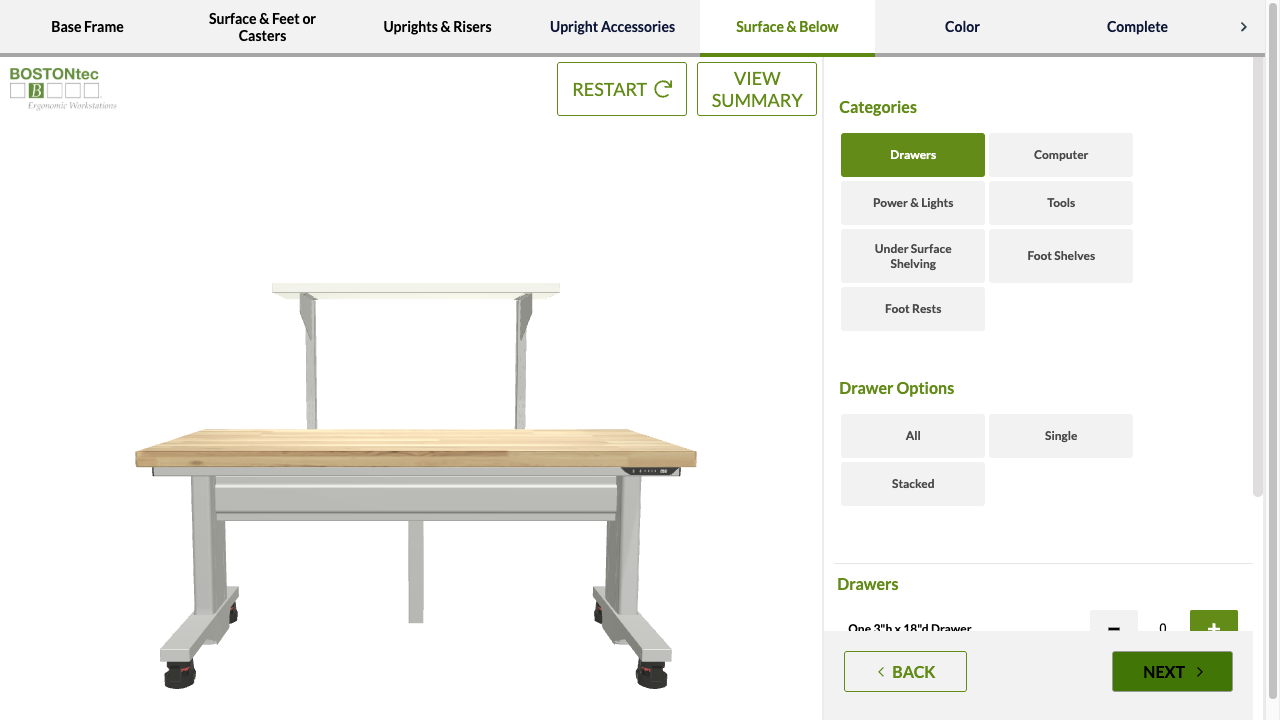 Base Frame
Surface & Feet or
Casters
Uprights & Risers
Upright Accessories
Surface & Below
Color
Complete
BOSTONtec
B
Ergonomic Workstations
RESTART
VIEW
SUMMARY
Categories
Drawers
Computer
Power & Lights
Tools
Under Surface
Shelving
Foot Shelves
Foot Rests
Drawer Options
All
Single
Stacked
Drawers
One 3"h x 18"d Drawer
0
BACK
NEXT